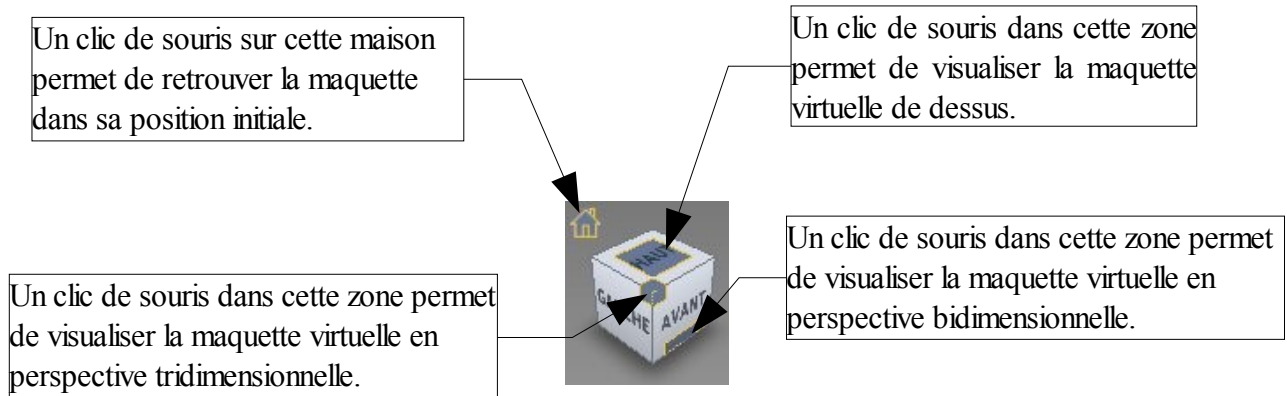 Un clic de souris sur cette maison
permet de retrouver la maquette
dans sa position initiale.
Un clic de souris dans cette zone
permet de visualiser la maquette
virtuelle de dessus.
Un clic de souris dans cette zone permet
de visualiser la maquette virtuelle en
perspective bidimensionnelle.
Un clic de souris dans cette zone permet
de visualiser la maquette virtuelle en
perspective tridimensionnelle.
HAUT
AVANT